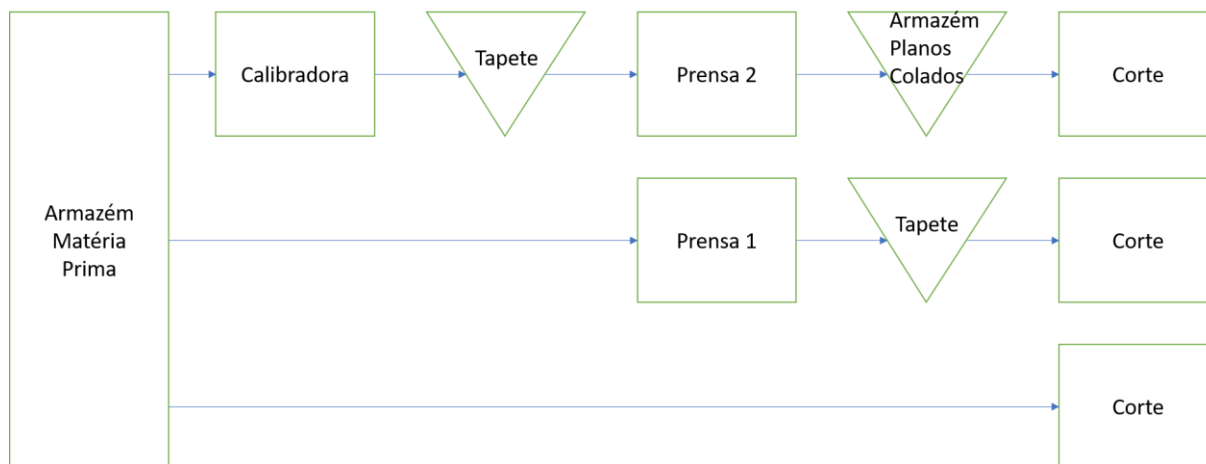 Calibradora
Tapete
Prensa 2
Armazém
Planos
Colados
Corte
Armazém
Matéria
Prima
Prensa 1
Tapete
Corte
Corte